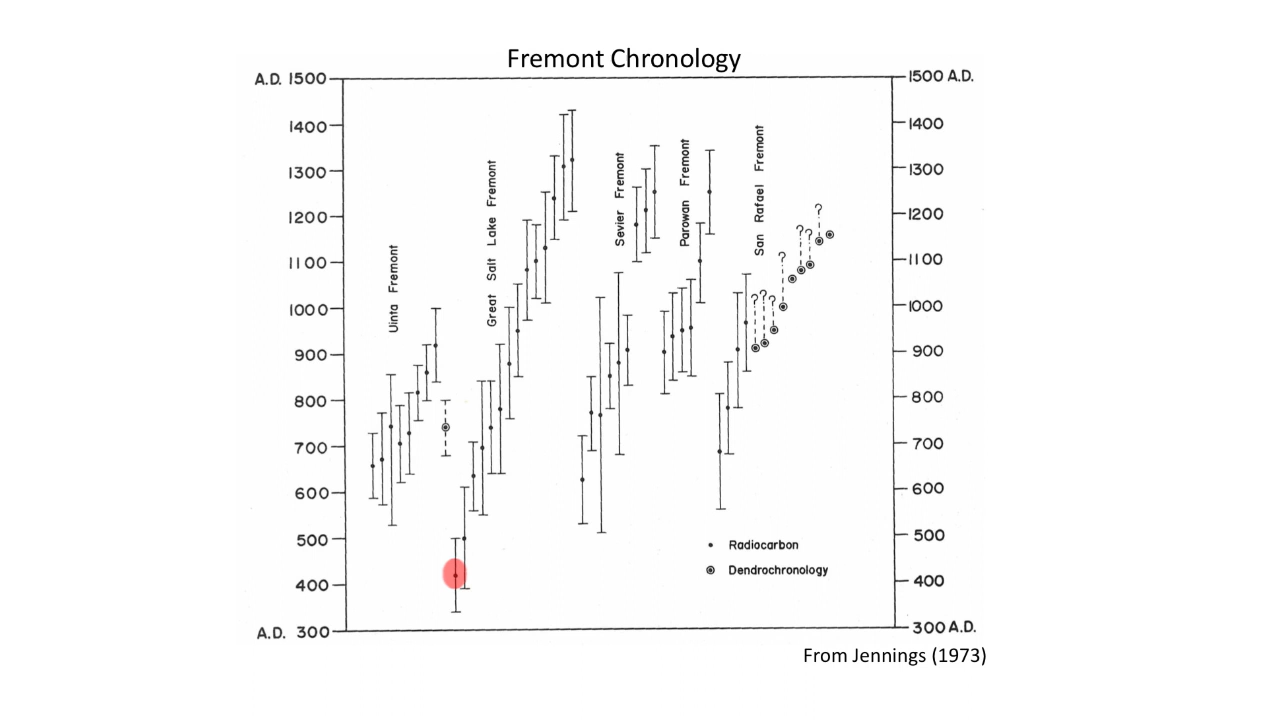 Fremont Chronology
A.D. 1500
1400
1300
1200
1100
1000
900
800
700
600
500
400
A.D. 300
Uinta Fremont
Great Salt Lake Fremont
Sevier Fremont
Parowan Fremont
San Rafael Fremont
? ? ? ? ? ? ?
Radiocarbon
Dendrochronology
1500 A.D.
1400
1300
1200
1100
1000
900
800
700
600
500
400
300 A.D.
From Jennings (1973)